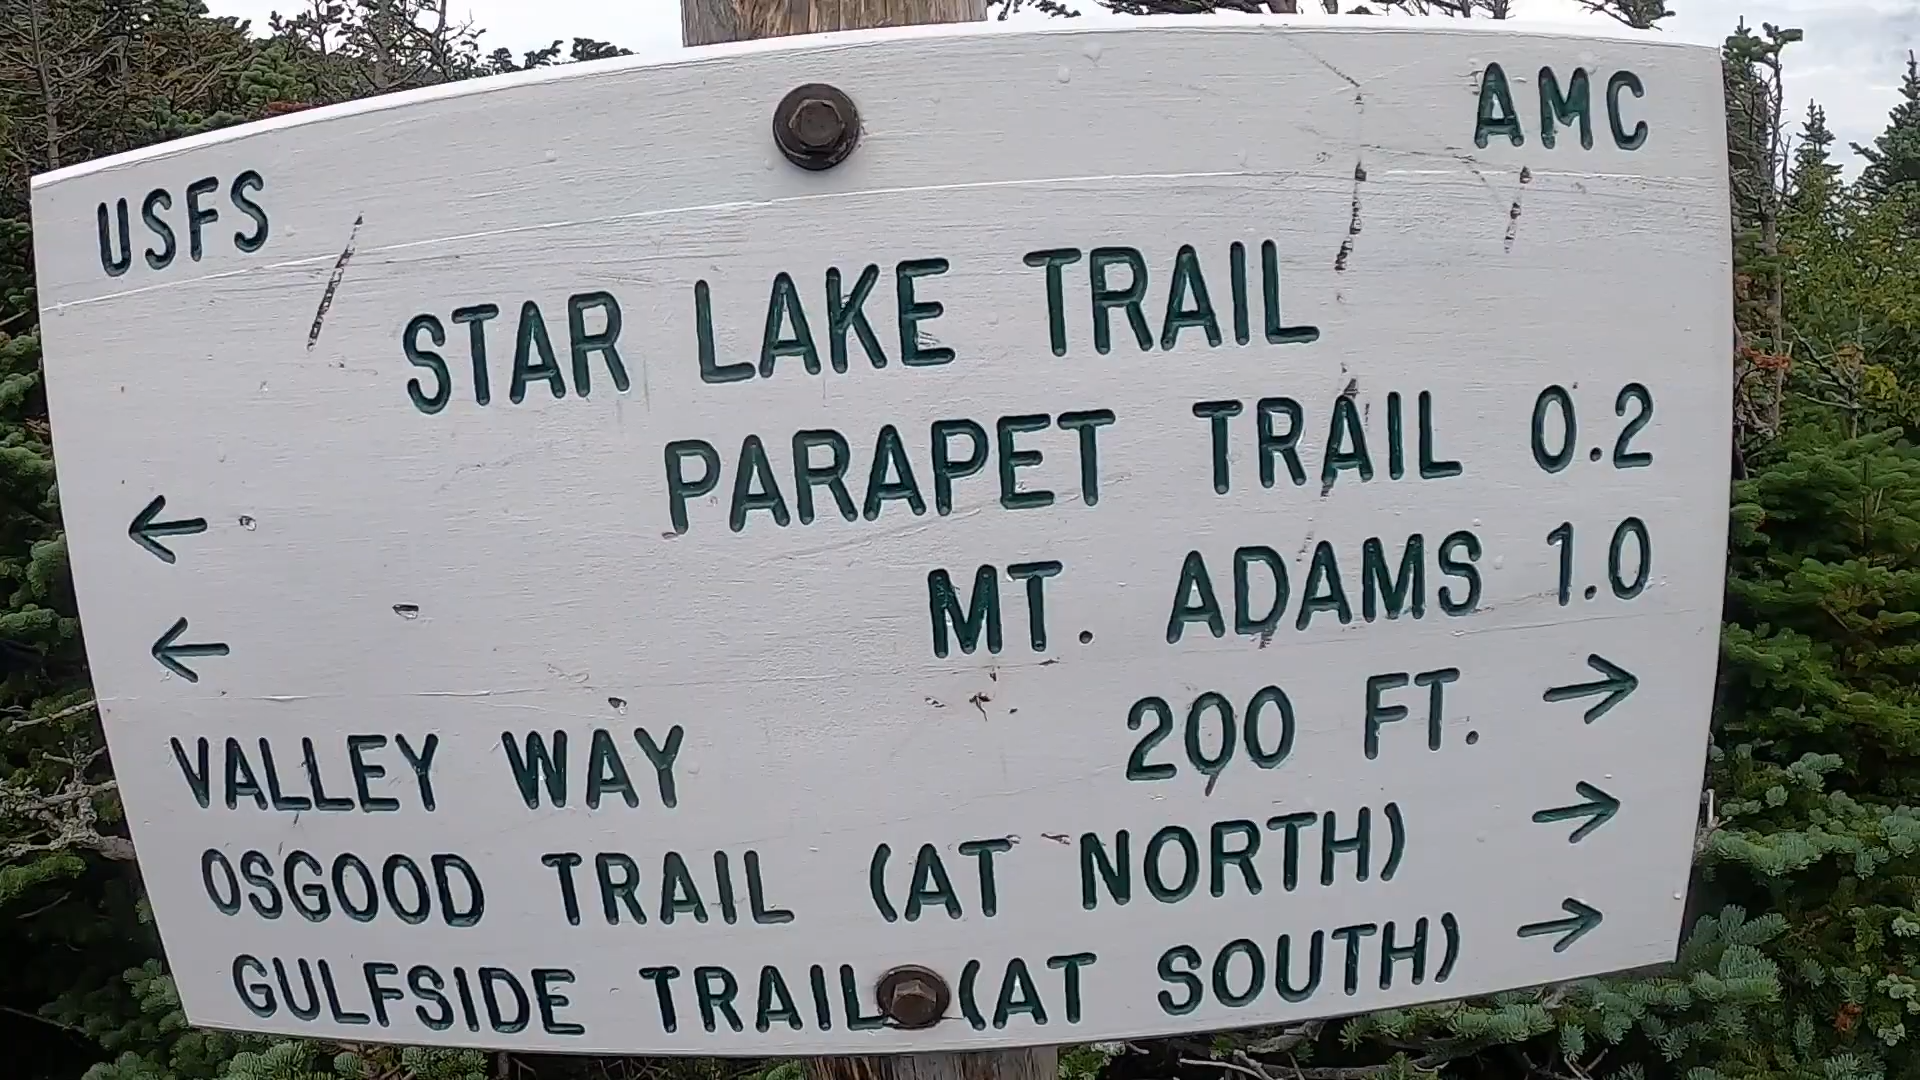 USFS AMC
STAR LAKE TRAIL
← PARAPET TRAIL 0.2
← MT. ADAMS 1.0
VALLEY WAY 200 FT. →
OSGOOD TRAIL (AT NORTH) →
GULFSIDE TRAIL (AT SOUTH) →